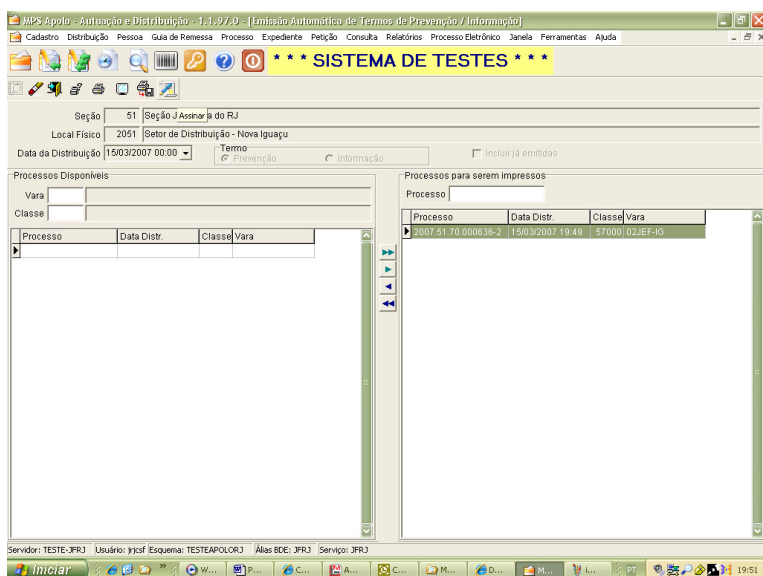 MPS Apolo - Autuação e Distribuição - 1.1.97.0 - [Emissão Automática de Termos de Prevenção / Informação]
Cadastro Distribuição Pessoa Guia de Remessa Processo Expediente Petição Consulta Relatórios Processo Eletrônico Janela Ferramentas Ajuda
* * * SISTEMA DE TESTES * * *
Seção 51 Seção J Assinar a do RJ
Local Físico 2051 Setor de Distribuição - Nova Iguaçu
Data da Distribuição 15/03/2007 00:00 Termo Prevenção Informação Incluir já emitidas
Processos Disponíveis
Vara
Classe
Processo Data Distr. Classe Vara
Processos para serem impressos
Processo
Processo Data Distr. Classe Vara
2007.51.70.000636-2 15/03/2007 19:49 57000 02JEF-IG
Servidor: TESTE-JFRJ Usuário: jrjcsf Esquema: TESTEAPOLORJ Álias BDE: JFRJ Serviço: JFRJ
Iniciar W... P... C... A... C... M... D... M... I... PT 19:51